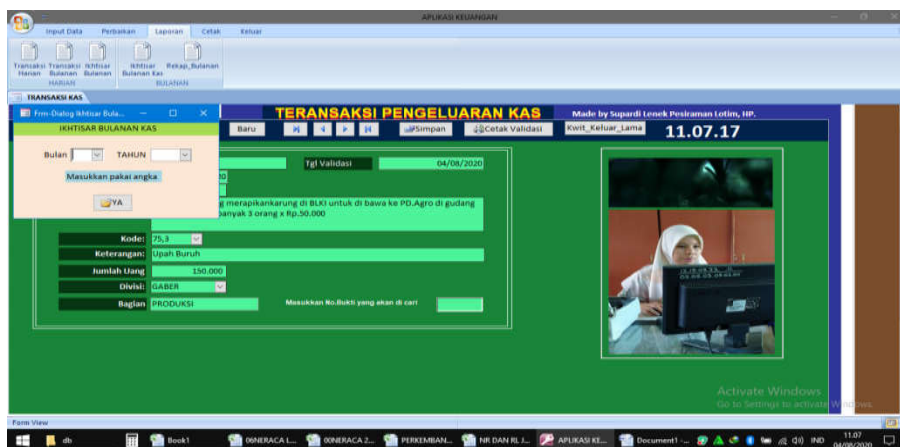 APLIKASI KEUANGAN
Input Data Perbaikan Laporan Cetak Keluar
Transaksi Harian Transaksi Bulanan Ikhtisar Bulanan Ikhtisar Bulanan Kas Rekap_Bulanan
HARIAN BULANAN
TRANSAKSI KAS
Frm-Dialog Ikhtisar Bula...
IKHTISAR BULANAN KAS
Bulan TAHUN
Masukkan pakai angka
YA
TERANSAKSI PENGELUARAN KAS
Made by Supardi Lenek Pesiraman Lotim, HP.
Baru Simpan Cetak Validasi Kwit_Keluar_Lama 11.07.17
Tgl Validasi 04/08/2020
merapikankarung di BLKI untuk di bawa ke PD.Agro di gudang
banyak 3 orang x Rp.50.000
Kode: 75,3
Keterangan: Upah Buruh
Jumlah Uang 150.000
Divisi: GABER
Bagian PRODUKSI
Masukkan No.Bukti yang akan di cari
Activate Windows
Go to Settings to activate Windows.
Form View
db Book1 06NERACA L... 00NERACA 2... PERKEMBAN... NR DAN RL J... APLIKASI KE... Document1 -... IND 11.07
04/08/2020